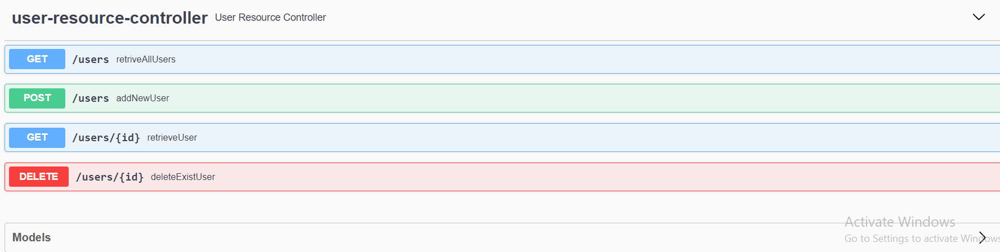 user-resource-controller User Resource Controller
GET /users retriveAllUsers
POST /users addNewUser
GET /users/{id} retrieveUser
DELETE /users/{id} deleteExistUser
Activate Windows
Models
Go to Settings to activate Windows